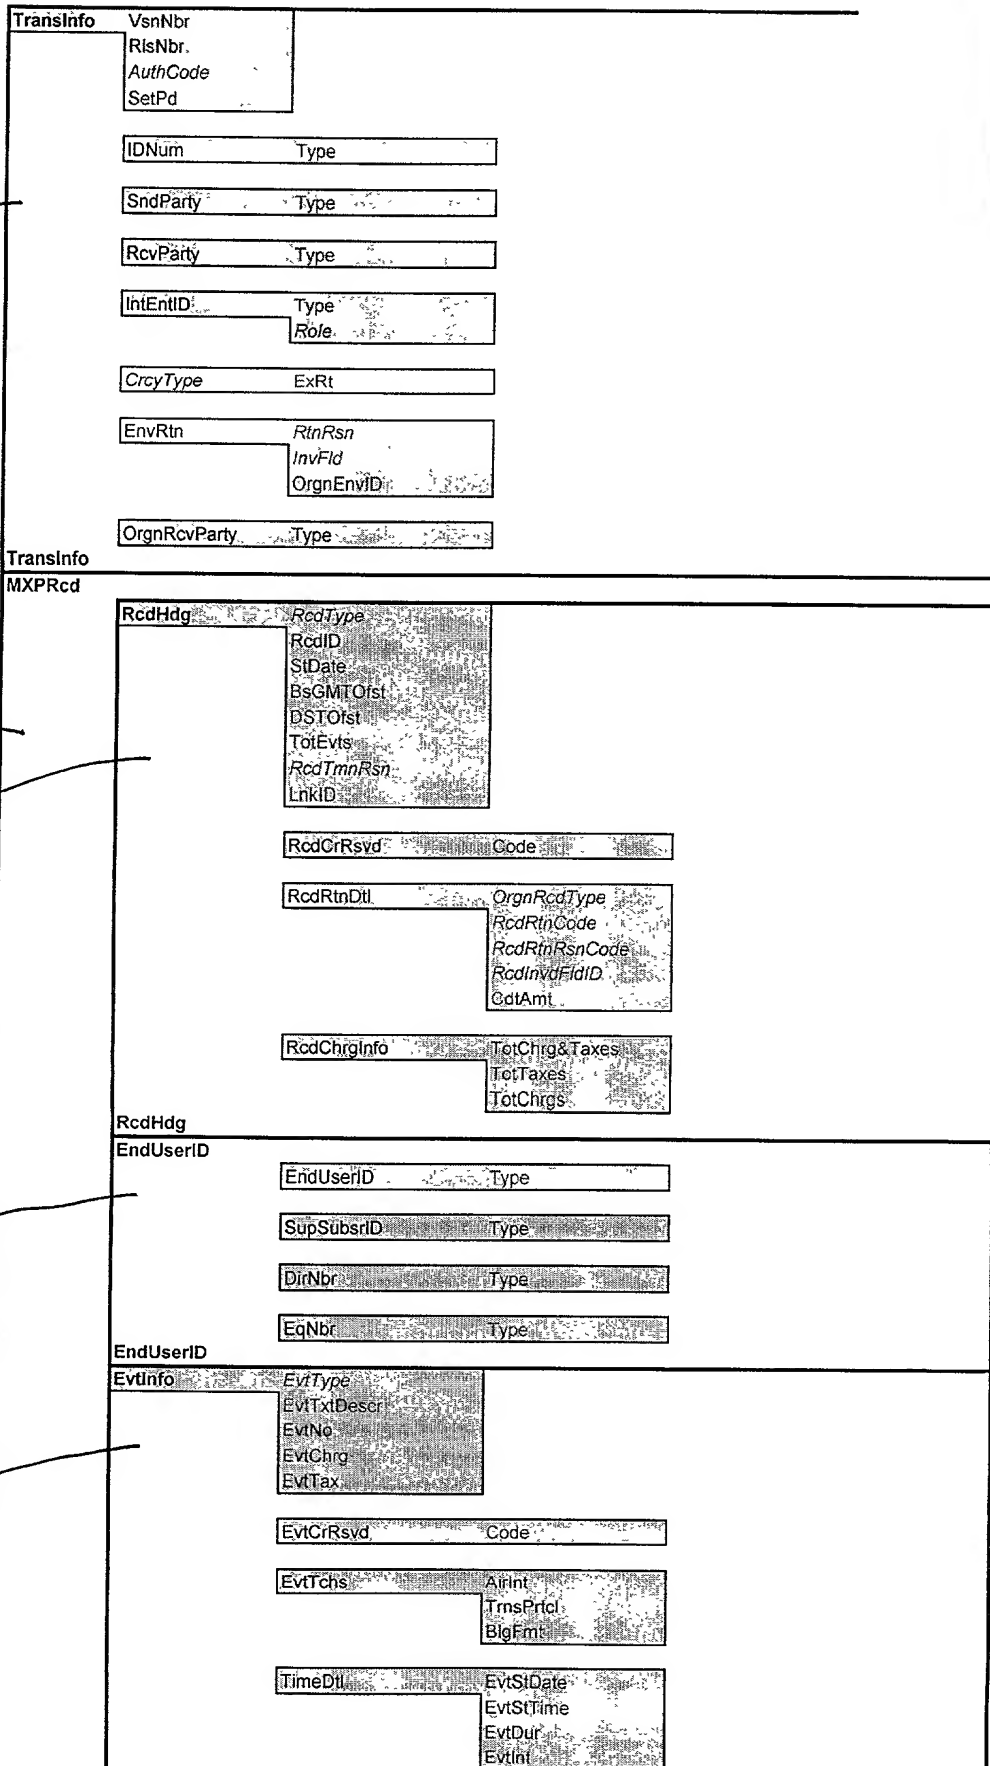 TransInfo VsnNbr
RlsNbr
AuthCode
SetPd
IDNum Type
SndParty Type
RcvParty Type
IntEntID Type
Role
CrcyType ExRt
EnvRtn RtnRsn
InvFld
OrgnEnvID
OrgnRcvParty Type
TransInfo
MXPRcd
RcdHdg RcdType
RcdID
StDate
BsGMTOfst
DSTOfst
TotEvts
RcdTmnRsn
LnkID
RcdCrRsvd Code
RcdRtnDtl OrgnRcdType
RcdRtnCode
RcdRtnRsnCode
RcdInvdFldID
CdtAmt
RcdChrgInfo TotChrg&Taxes
TotTaxes
TotChrgs
RcdHdg
EndUserID
EndUserID Type
SupSubsrID Type
DirNbr Type
EqNbr Type
EndUserID
EvtInfo EvtType
EvtTxtDescr
EvtNo
EvtChrg
EvtTax
EvtCrRsvd Code
EvtTchs AirInt
TrnsPrtcl
BlgFmt
TimeDtl EvtStDate
EvtStTime
EvtDur
EvtInt